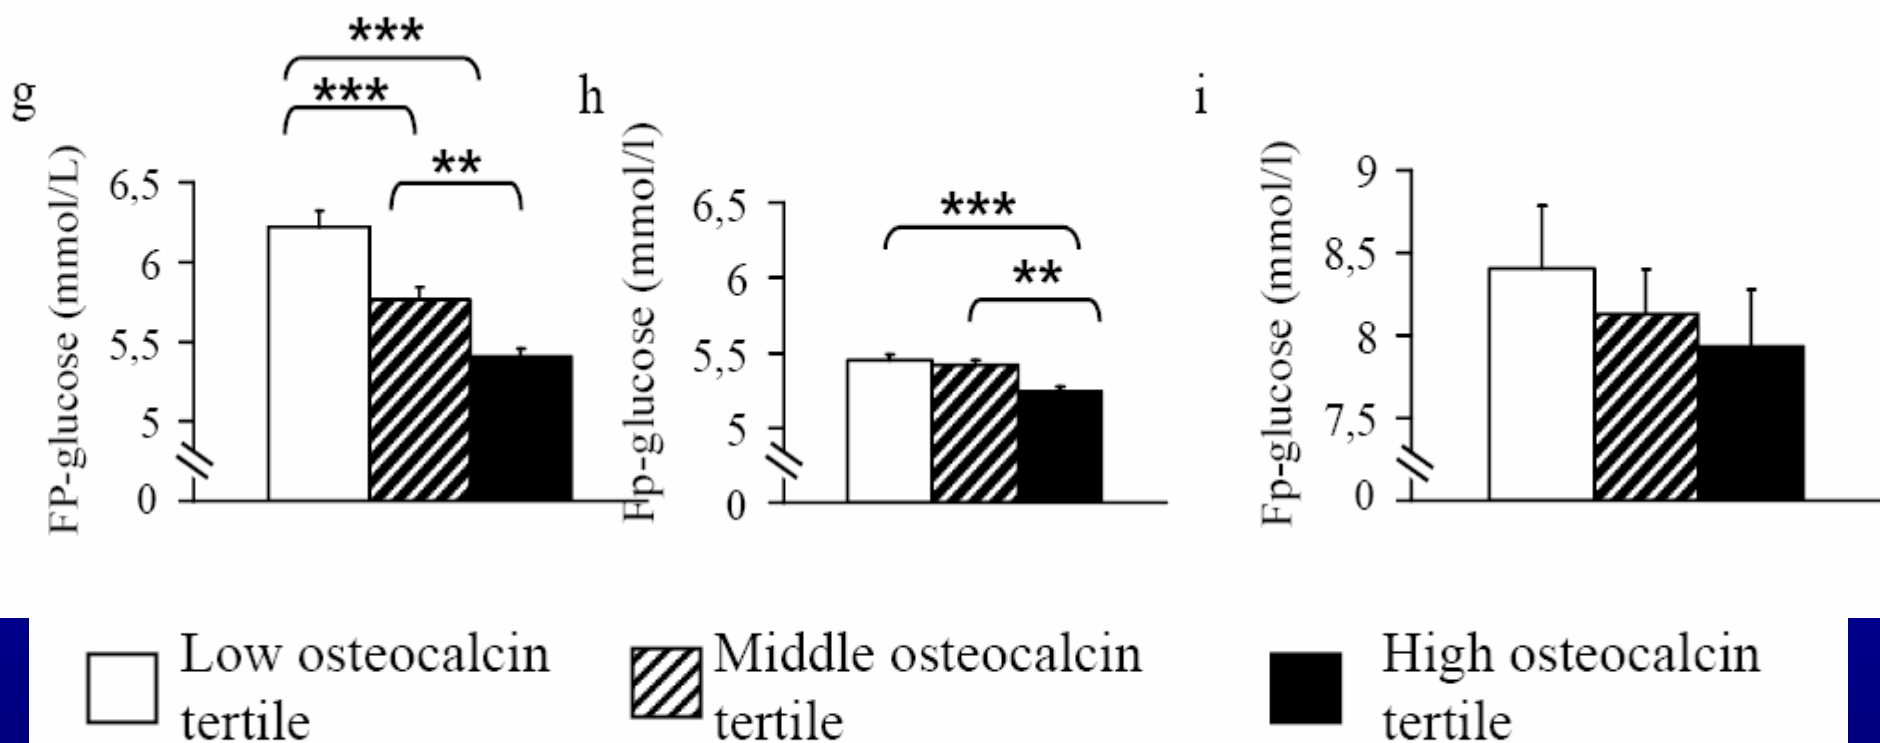 g
***
***
**
FP-glucose (mmol/L)
6,5
6
5,5
5
0
h
***
**
Fp-glucose (mmol/l)
6,5
6
5,5
5
0
i
Fp-glucose (mmol/l)
9
8,5
8
7,5
0
Low osteocalcin
tertile
Middle osteocalcin
tertile
High osteocalcin
tertile